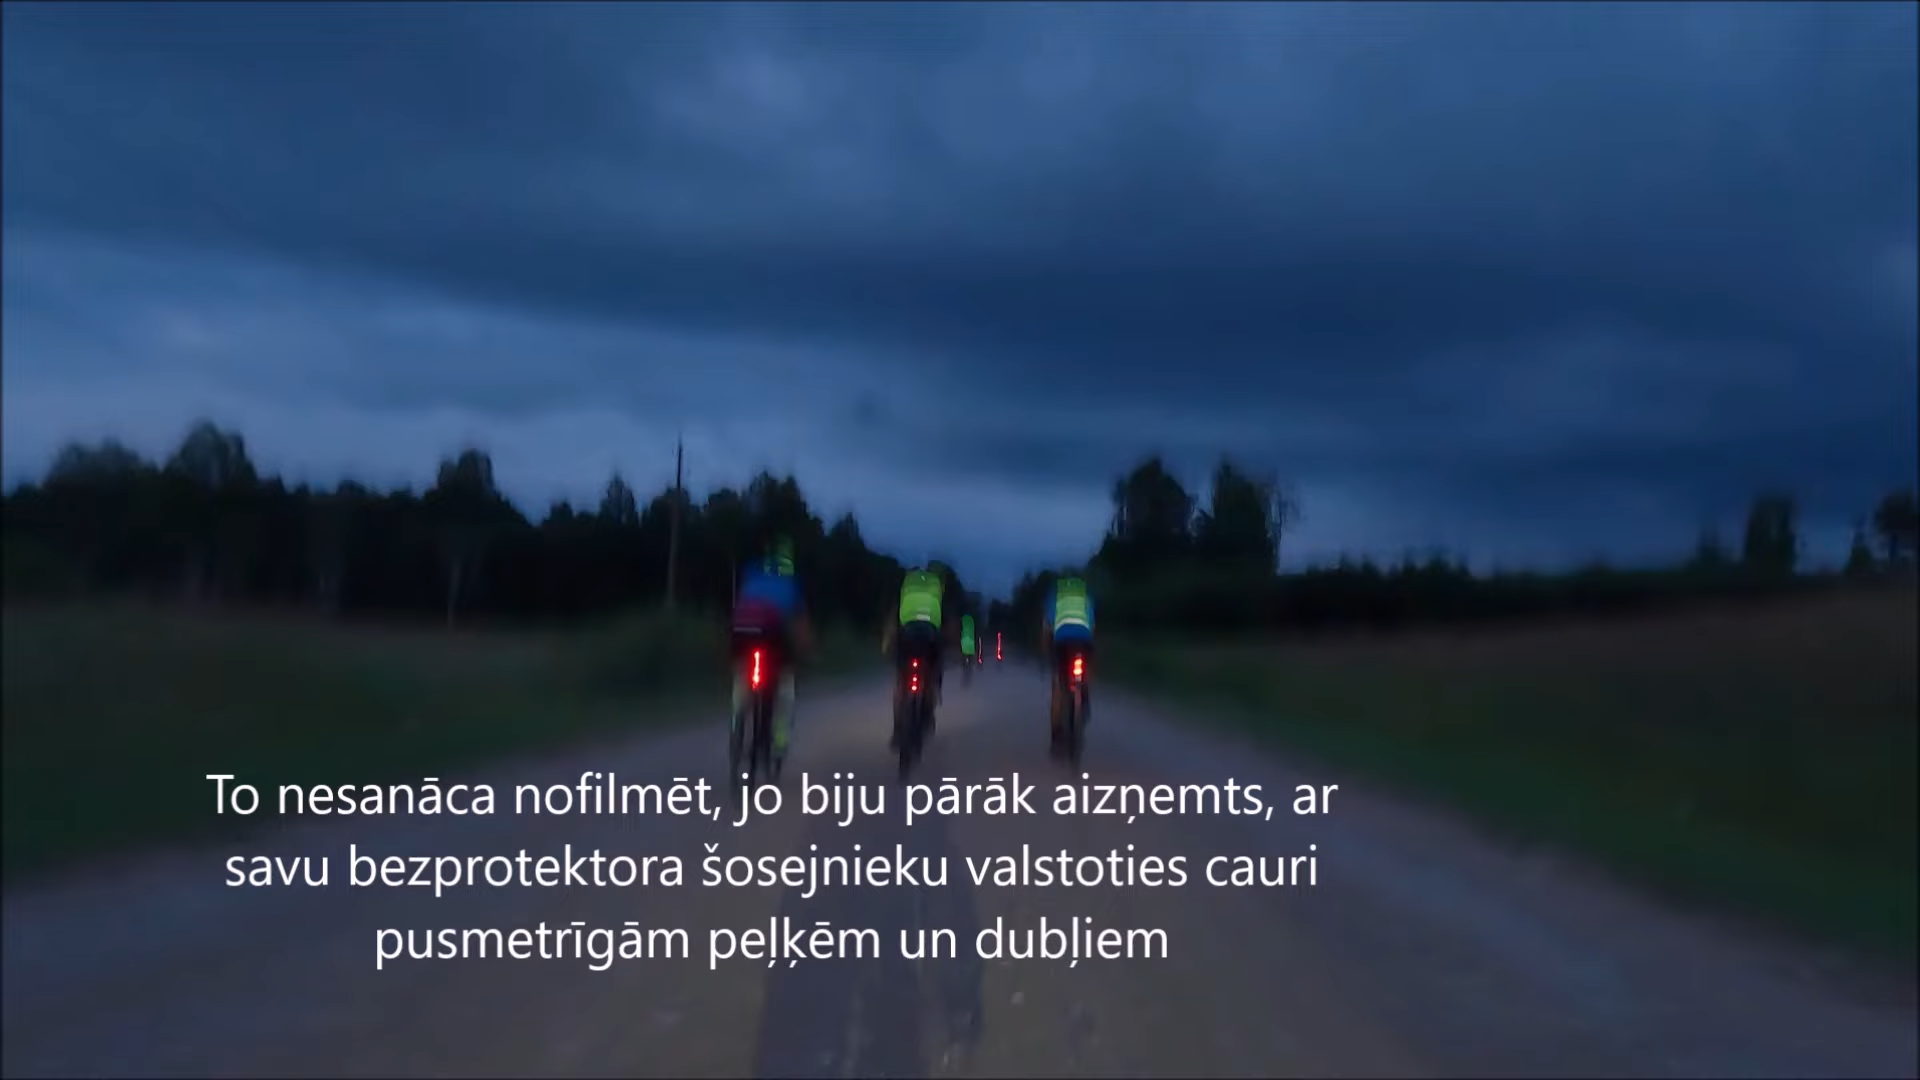 To nesanāca nofilmēt, jo biju pārāk aizņemts, ar
savu bezprotektora šosejnieku valstoties cauri
pusmetrīgām peļķēm un dubļiem